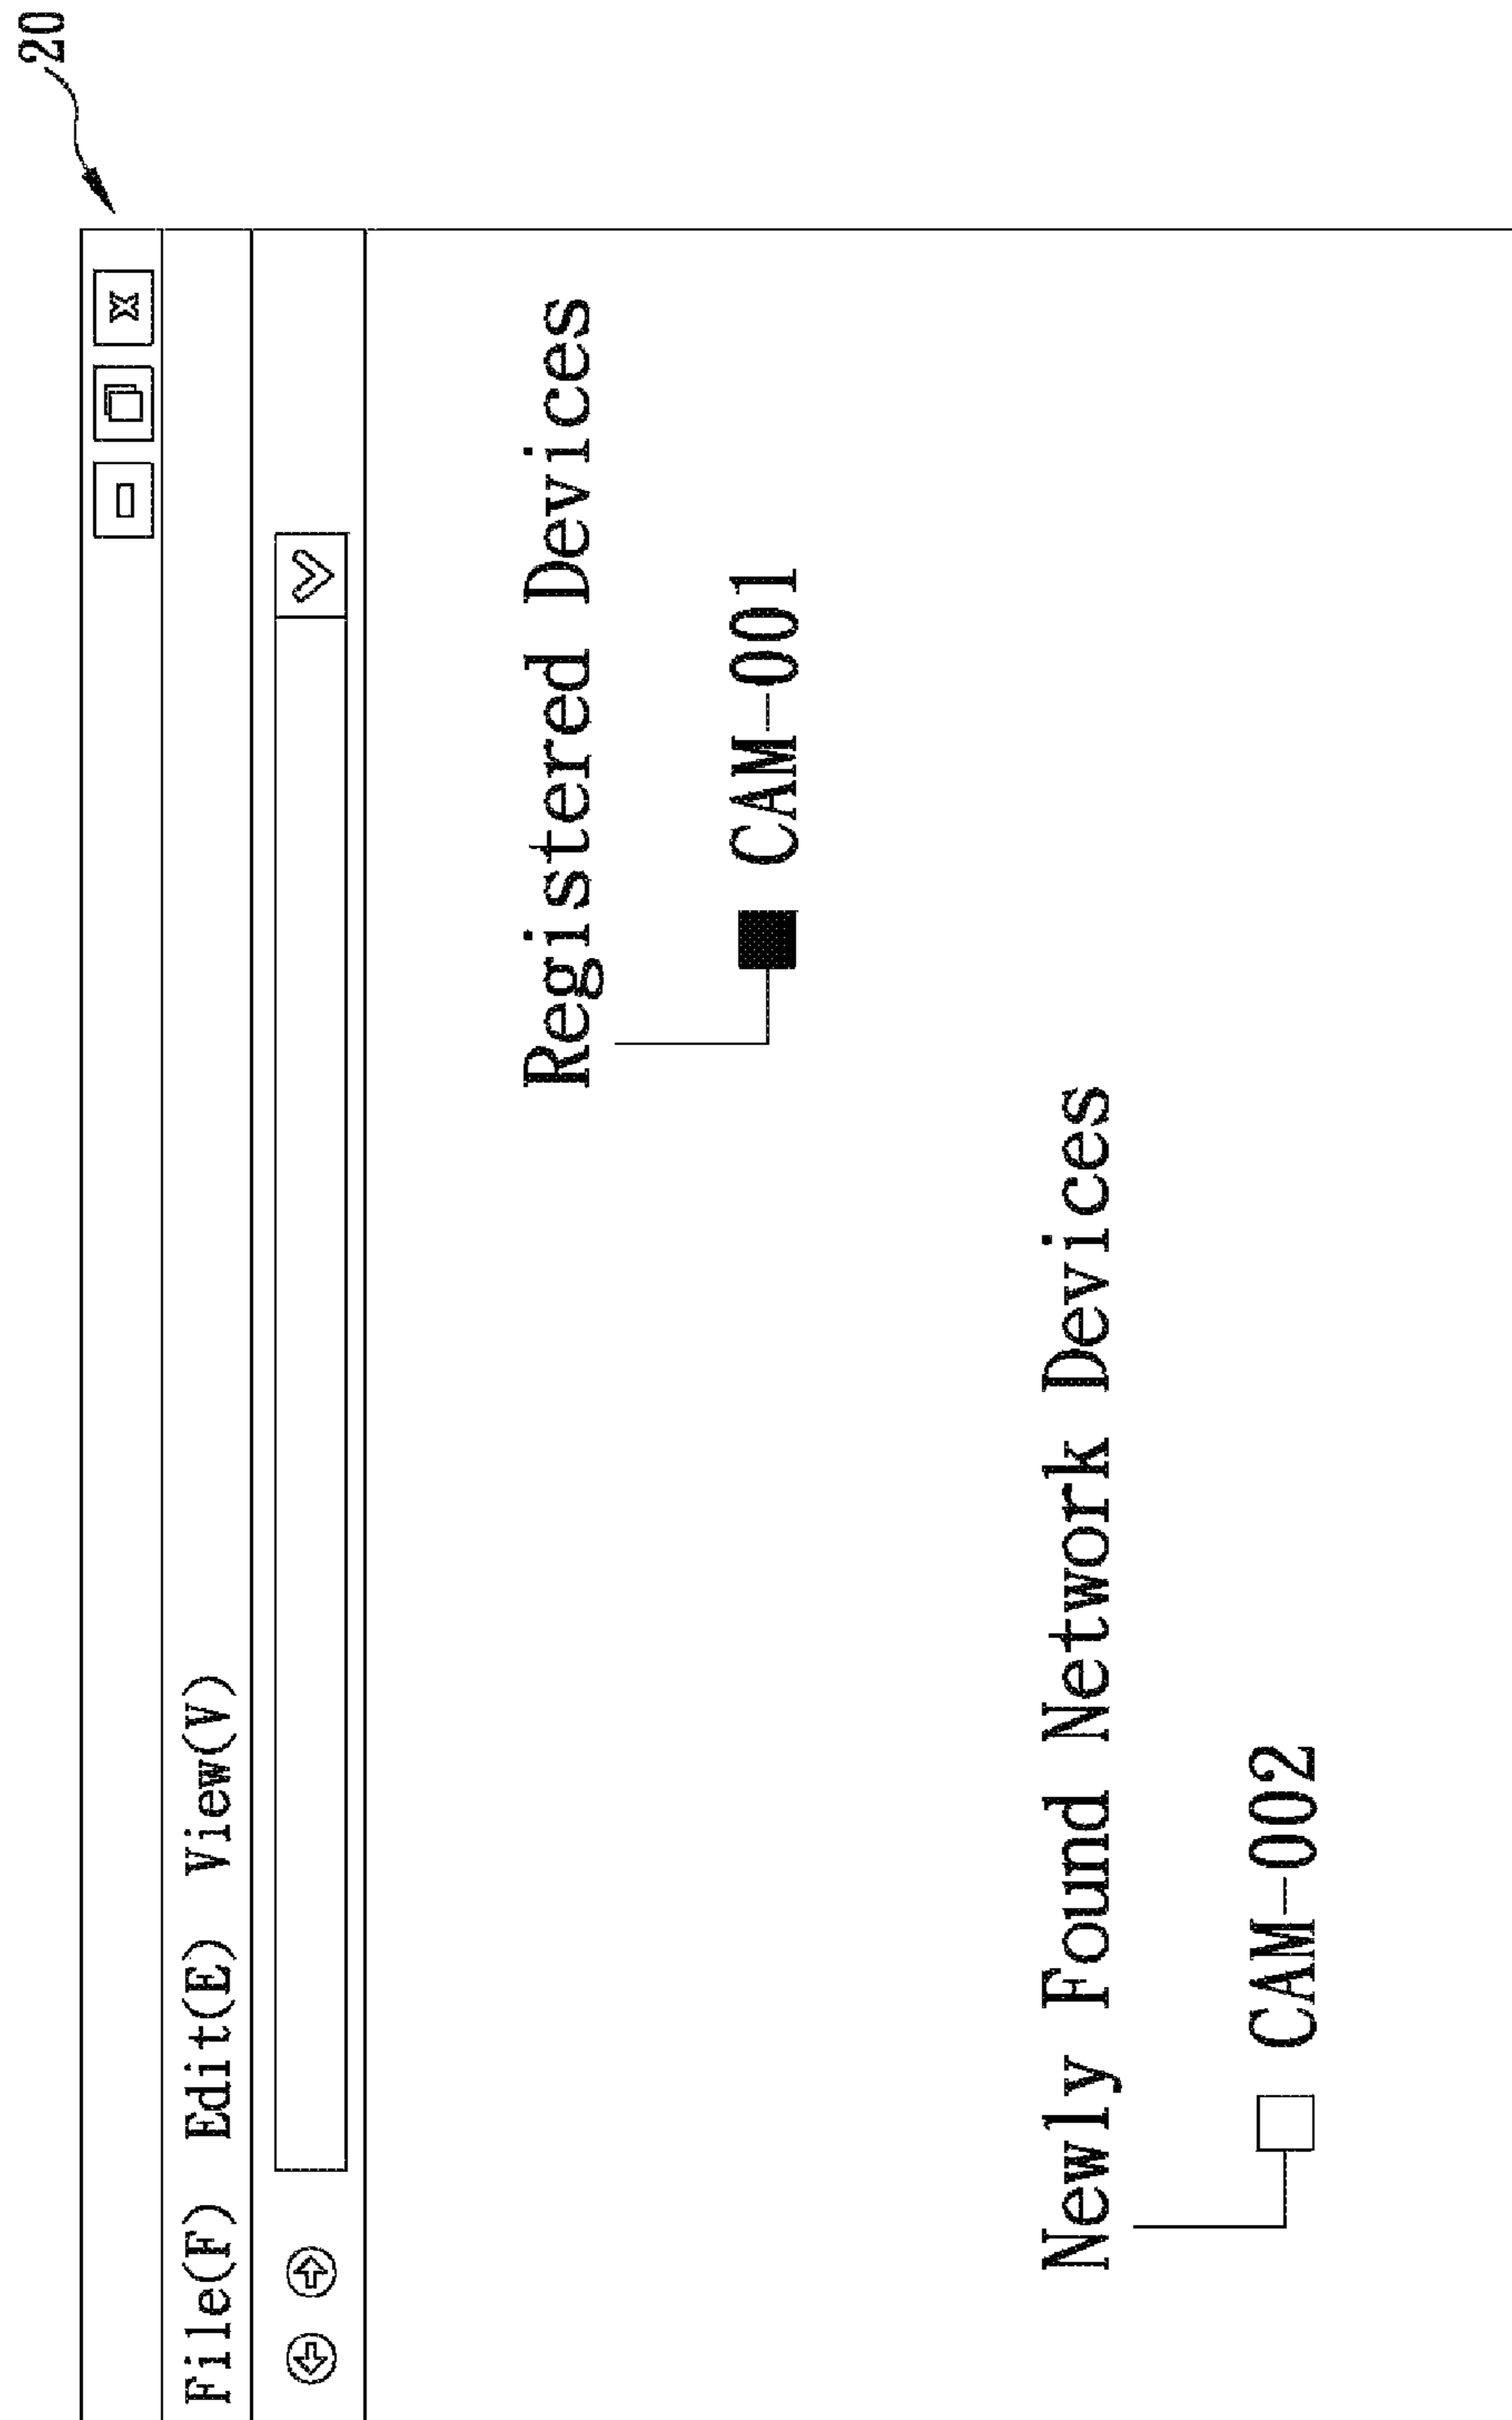 20
x
File(F) Edit(E) View(V)
Registered Devices
CAM-001
Newly Found Network Devices
CAM-002